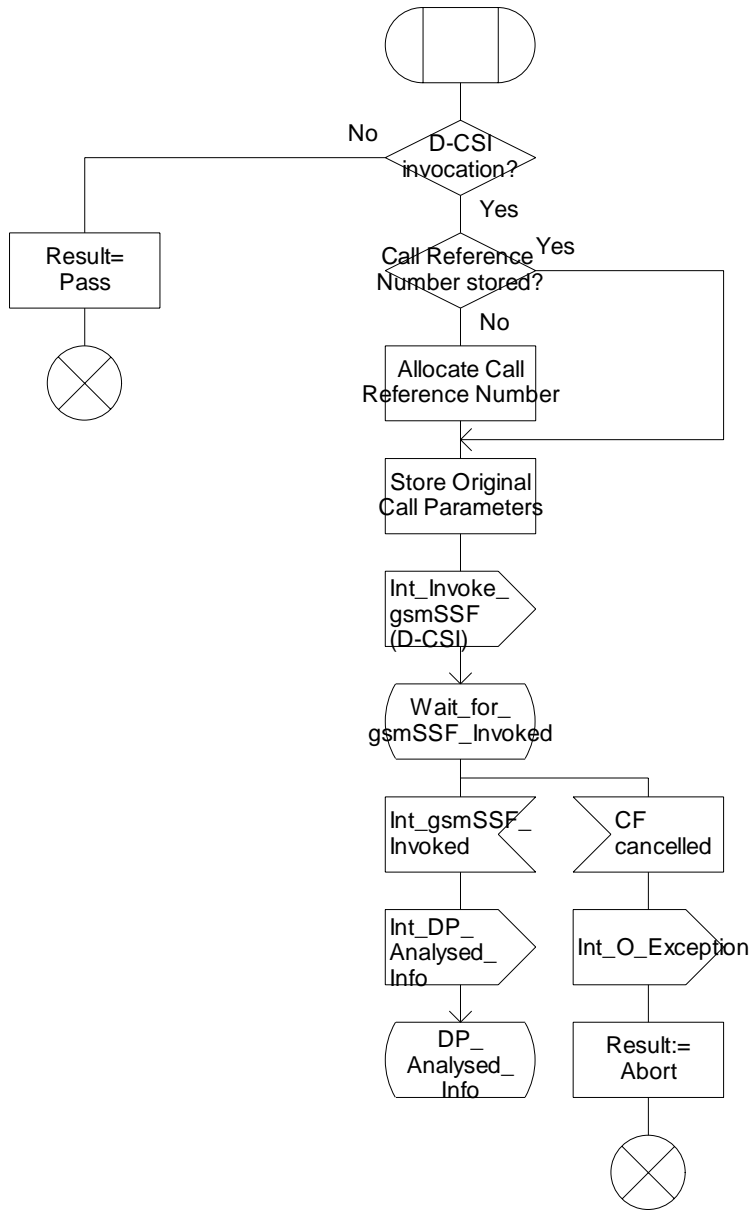 No
D-CSI
invocation?
Yes
Result=
Pass
Call Reference
Number stored?
Yes
No
Allocate Call
Reference Number
Store Original
Call Parameters
Int_Invoke_
gsmSSF
(D-CSI)
Wait_for_
gsmSSF_Invoked
Int_gsmSSF_
Invoked
CF
cancelled
Int_DP_
Analysed_
Info
Int_O_Exception
DP_
Analysed_
Info
Result:=
Abort